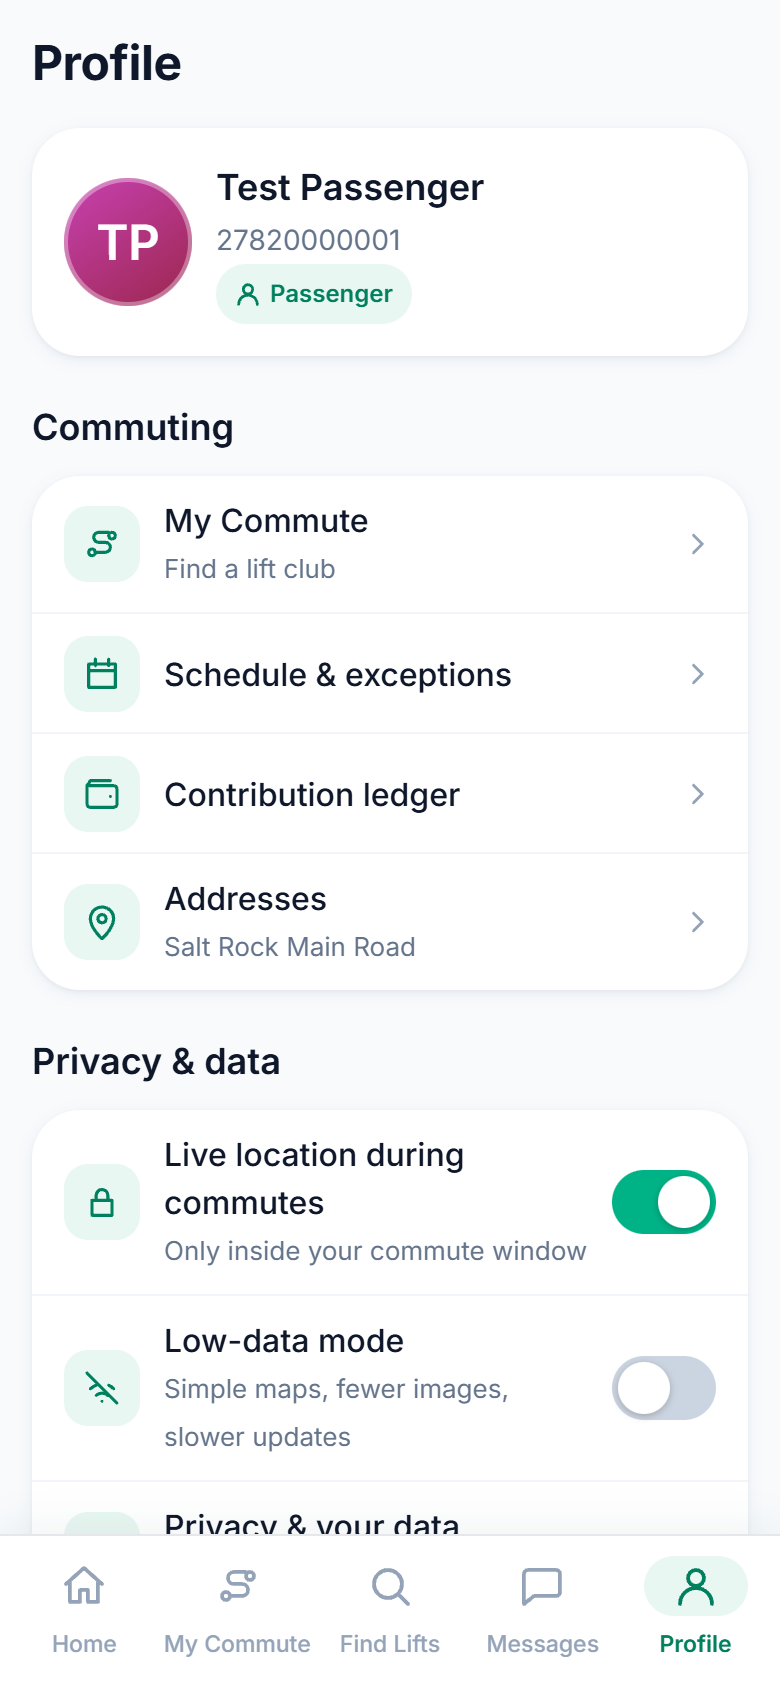 Profile
TP
Test Passenger
27820000001
Passenger
Commuting
My Commute
Find a lift club
Schedule & exceptions
Contribution ledger
Addresses
Salt Rock Main Road
Privacy & data
Live location during
commutes
Only inside your commute window
Low-data mode
Simple maps, fewer images,
slower updates
Privacy & your data
Home
My Commute
Find Lifts
Messages
Profile